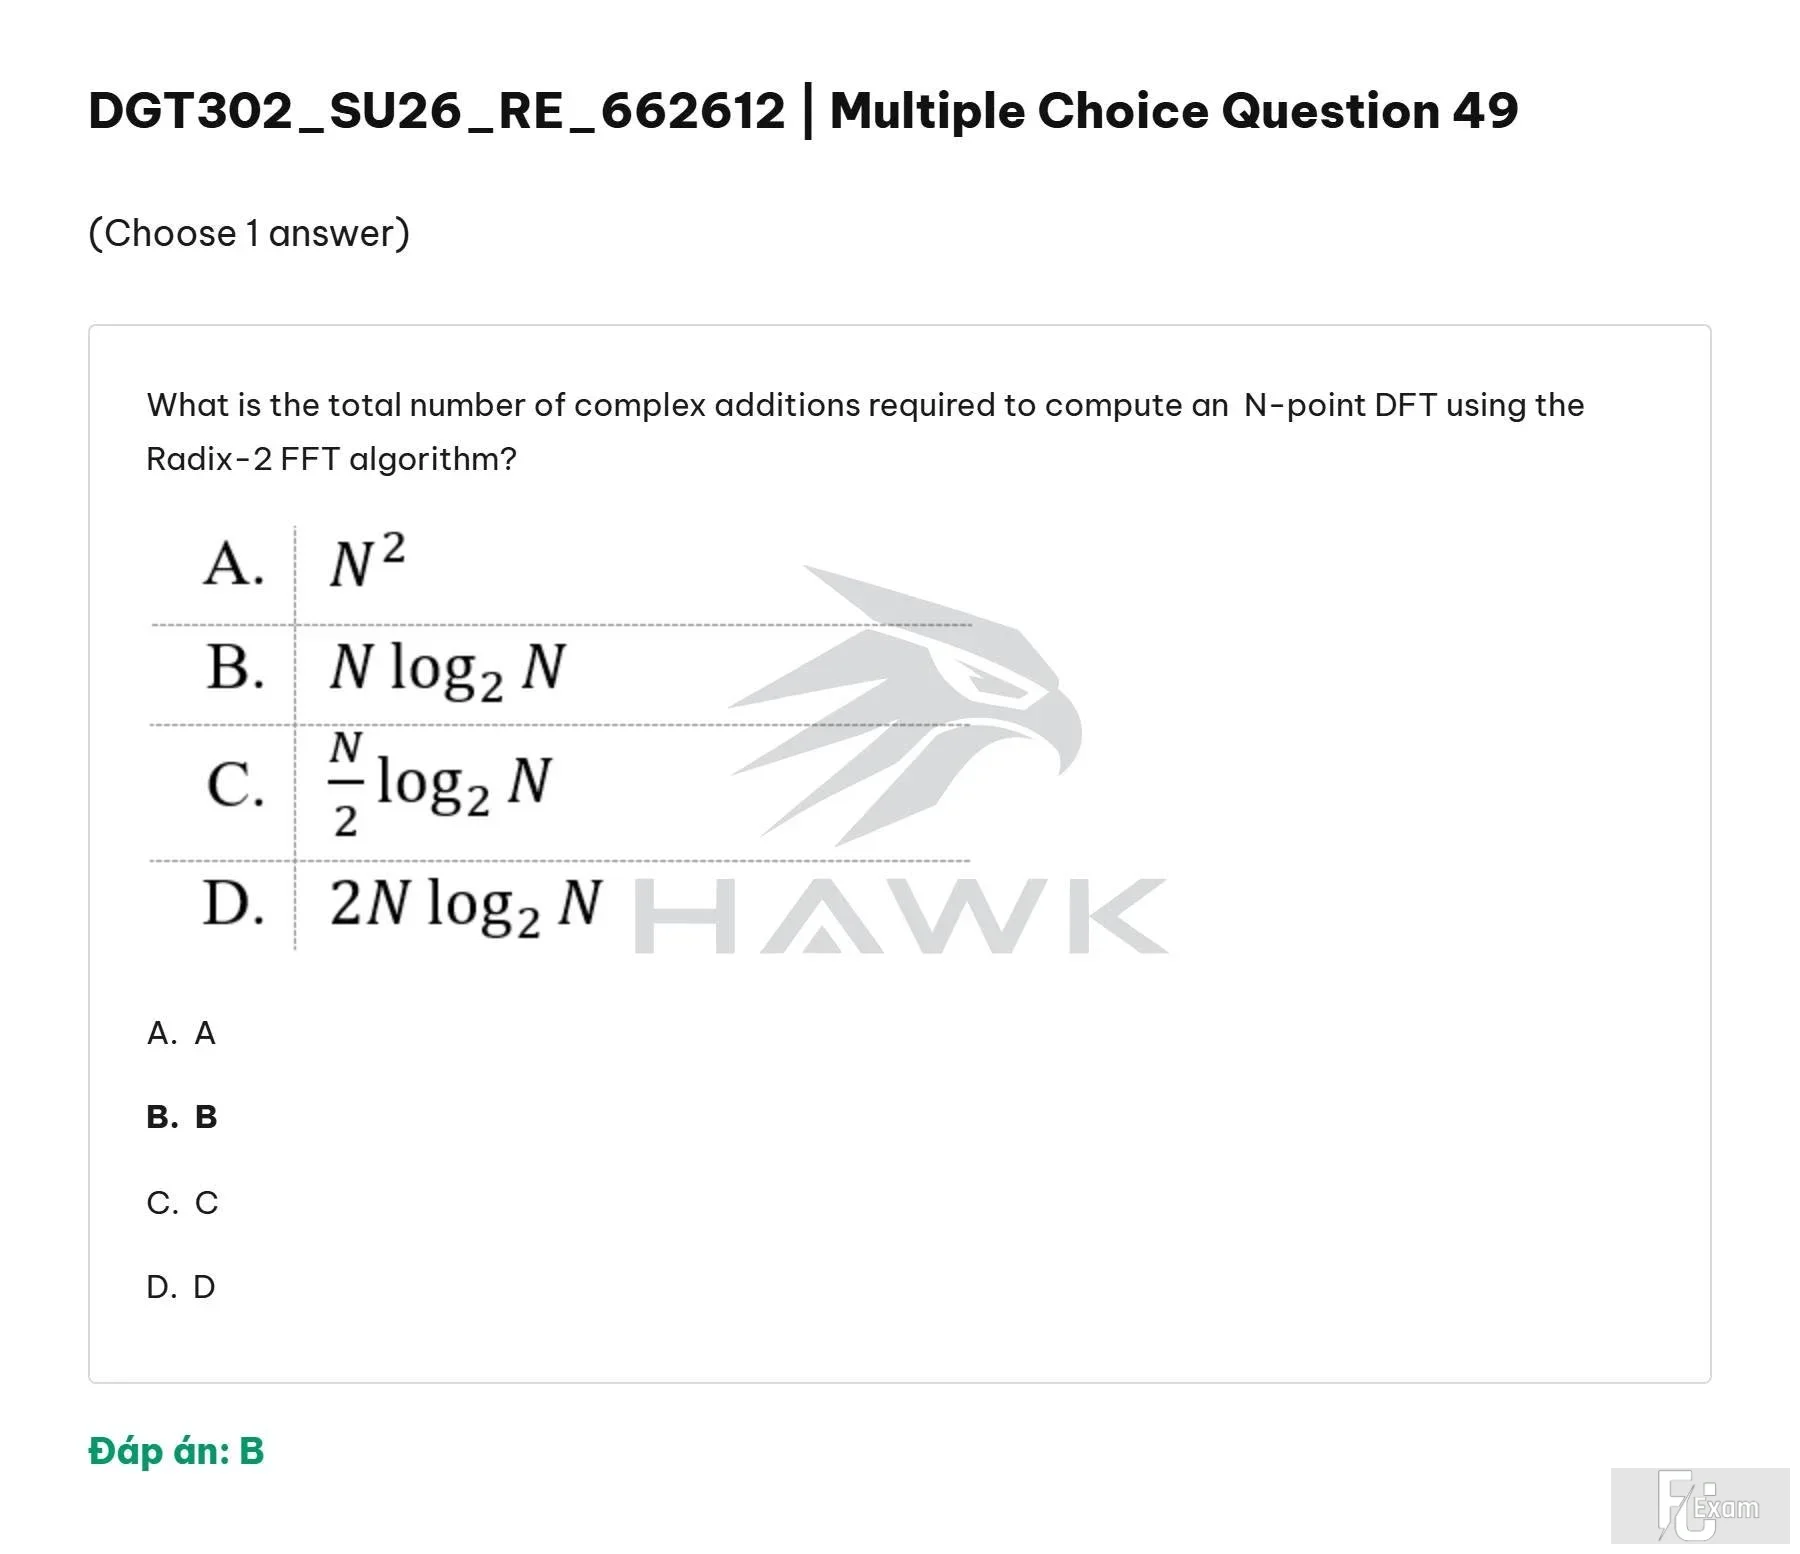 DGT302_SU26_RE_662612 | Multiple Choice Question 49
(Choose 1 answer)
What is the total number of complex additions required to compute an N-point DFT using the
Radix-2 FFT algorithm?
A. N²
B. N log₂ N
C. N/2 log₂ N
D. 2N log₂ N
HAWK
A. A
B. B
C. C
D. D
Đáp án: B
FU Exam